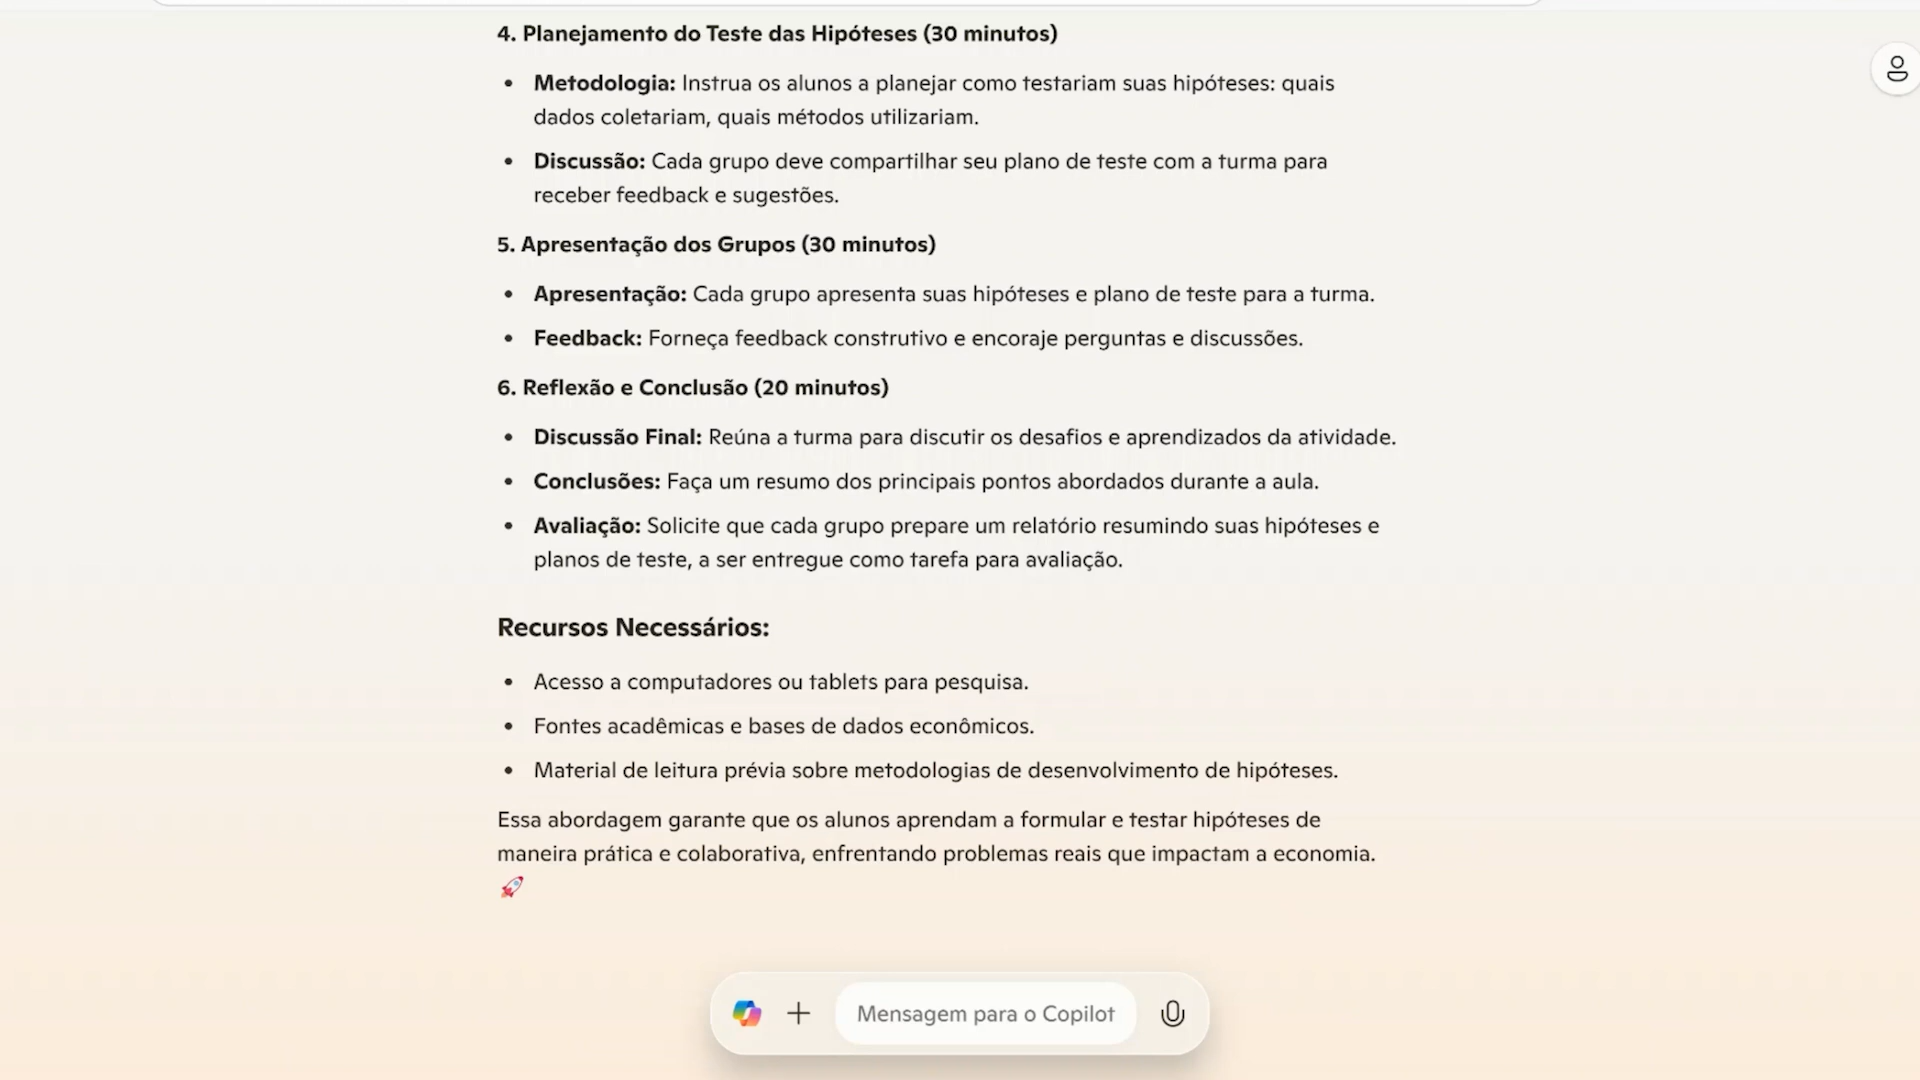 4. Planejamento do Teste das Hipóteses (30 minutos)
• Metodologia: Instrua os alunos a planejar como testariam suas hipóteses: quais
dados coletariam, quais métodos utilizariam.
• Discussão: Cada grupo deve compartilhar seu plano de teste com a turma para
receber feedback e sugestões.
5. Apresentação dos Grupos (30 minutos)
• Apresentação: Cada grupo apresenta suas hipóteses e plano de teste para a turma.
• Feedback: Forneça feedback construtivo e encoraje perguntas e discussões.
6. Reflexão e Conclusão (20 minutos)
• Discussão Final: Reúna a turma para discutir os desafios e aprendizados da atividade.
• Conclusões: Faça um resumo dos principais pontos abordados durante a aula.
• Avaliação: Solicite que cada grupo prepare um relatório resumindo suas hipóteses e
planos de teste, a ser entregue como tarefa para avaliação.
Recursos Necessários:
• Acesso a computadores ou tablets para pesquisa.
• Fontes acadêmicas e bases de dados econômicos.
• Material de leitura prévia sobre metodologias de desenvolvimento de hipóteses.
Essa abordagem garante que os alunos aprendam a formular e testar hipóteses de
maneira prática e colaborativa, enfrentando problemas reais que impactam a economia.
🚀
Mensagem para o Copilot